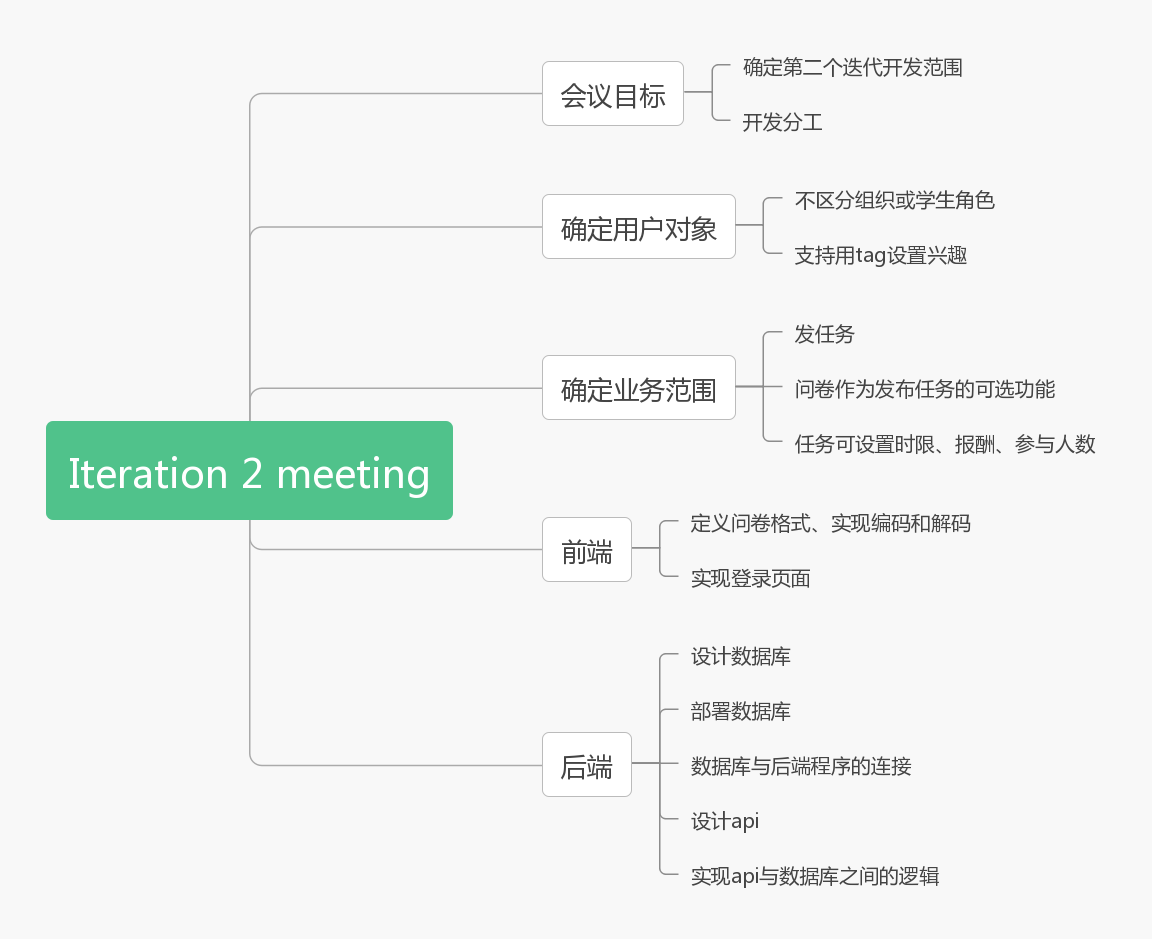 Iteration 2 meeting
会议目标
确定第二个迭代开发范围
开发分工
确定用户对象
不区分组织或学生角色
支持用tag设置兴趣
确定业务范围
发任务
问卷作为发布任务的可选功能
任务可设置时限、报酬、参与人数
前端
定义问卷格式、实现编码和解码
实现登录页面
后端
设计数据库
部署数据库
数据库与后端程序的连接
设计api
实现api与数据库之间的逻辑